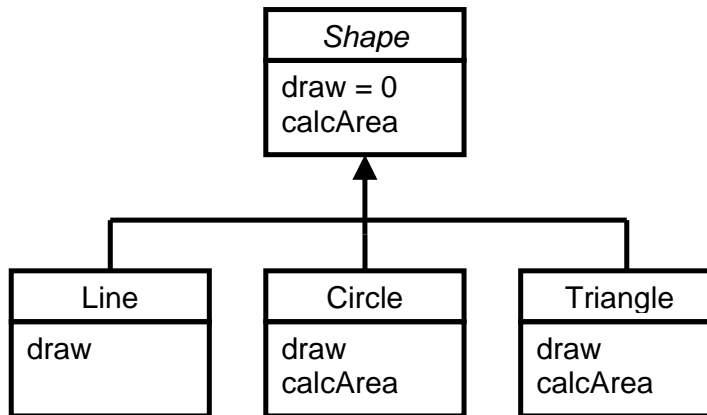 Shape
draw = 0
calcArea
Line
draw
Circle
draw
calcArea
Triangle
draw
calcArea